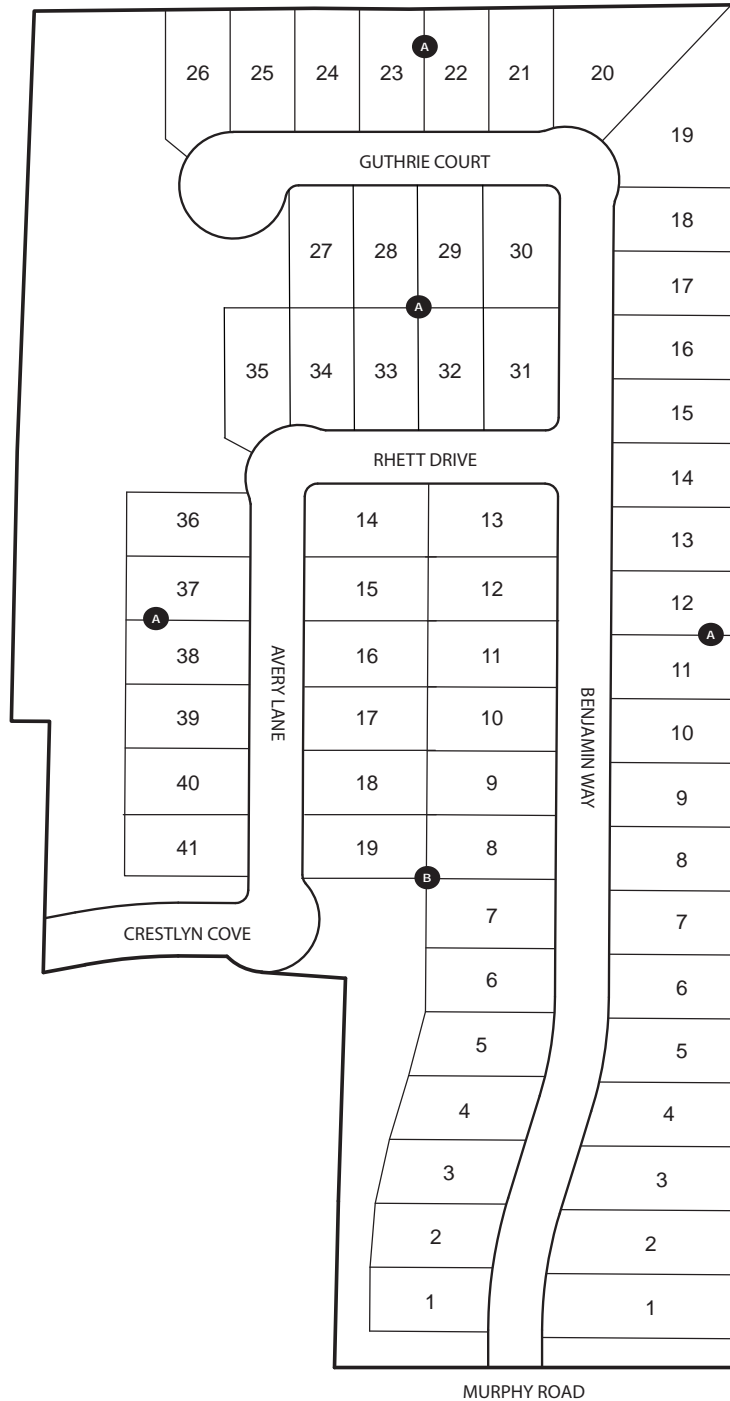 A
26 25 24 23 22 21 20
19
GUTHRIE COURT
18
27 28 29 30
17
A
16
35 34 33 32 31
15
RHETT DRIVE
14
36 14 13
13
37 15 12
12
A
A
38 16 11
11
AVERY LANE
BENJAMIN WAY
39 17 10
10
40 18 9
9
41 19 8
8
B
7
7
CRESTLYN COVE
6
6
5
5
4
4
3
3
2
2
1
1
MURPHY ROAD